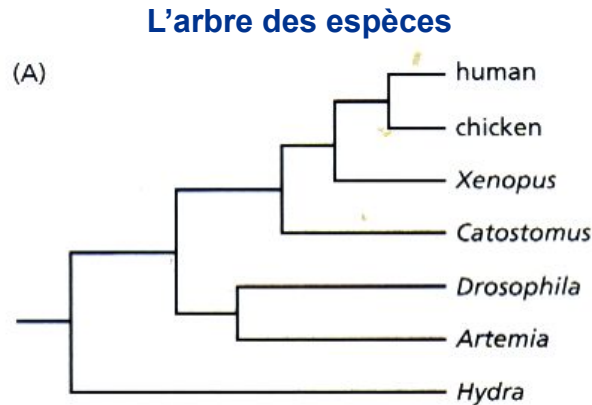 L'arbre des espèces
(A)
human
chicken
Xenopus
Catostomus
Drosophila
Artemia
Hydra